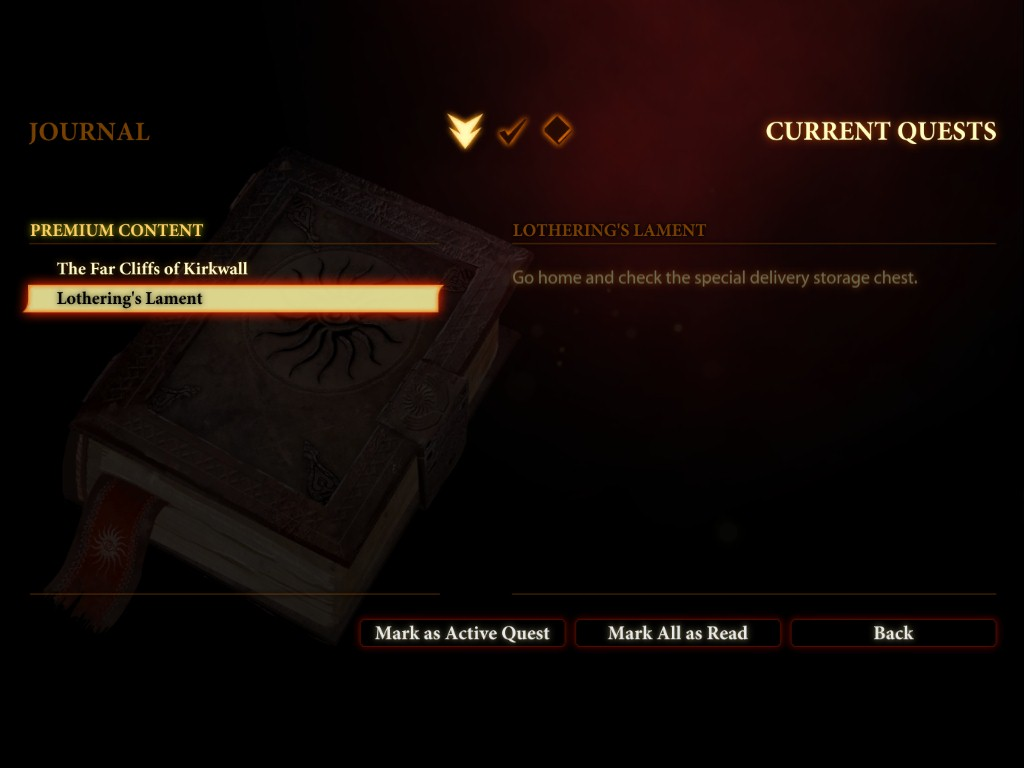 JOURNAL
CURRENT QUESTS
PREMIUM CONTENT
The Far Cliffs of Kirkwall
Lothering's Lament
LOTHERING'S LAMENT
Go home and check the special delivery storage chest.
Mark as Active Quest
Mark All as Read
Back